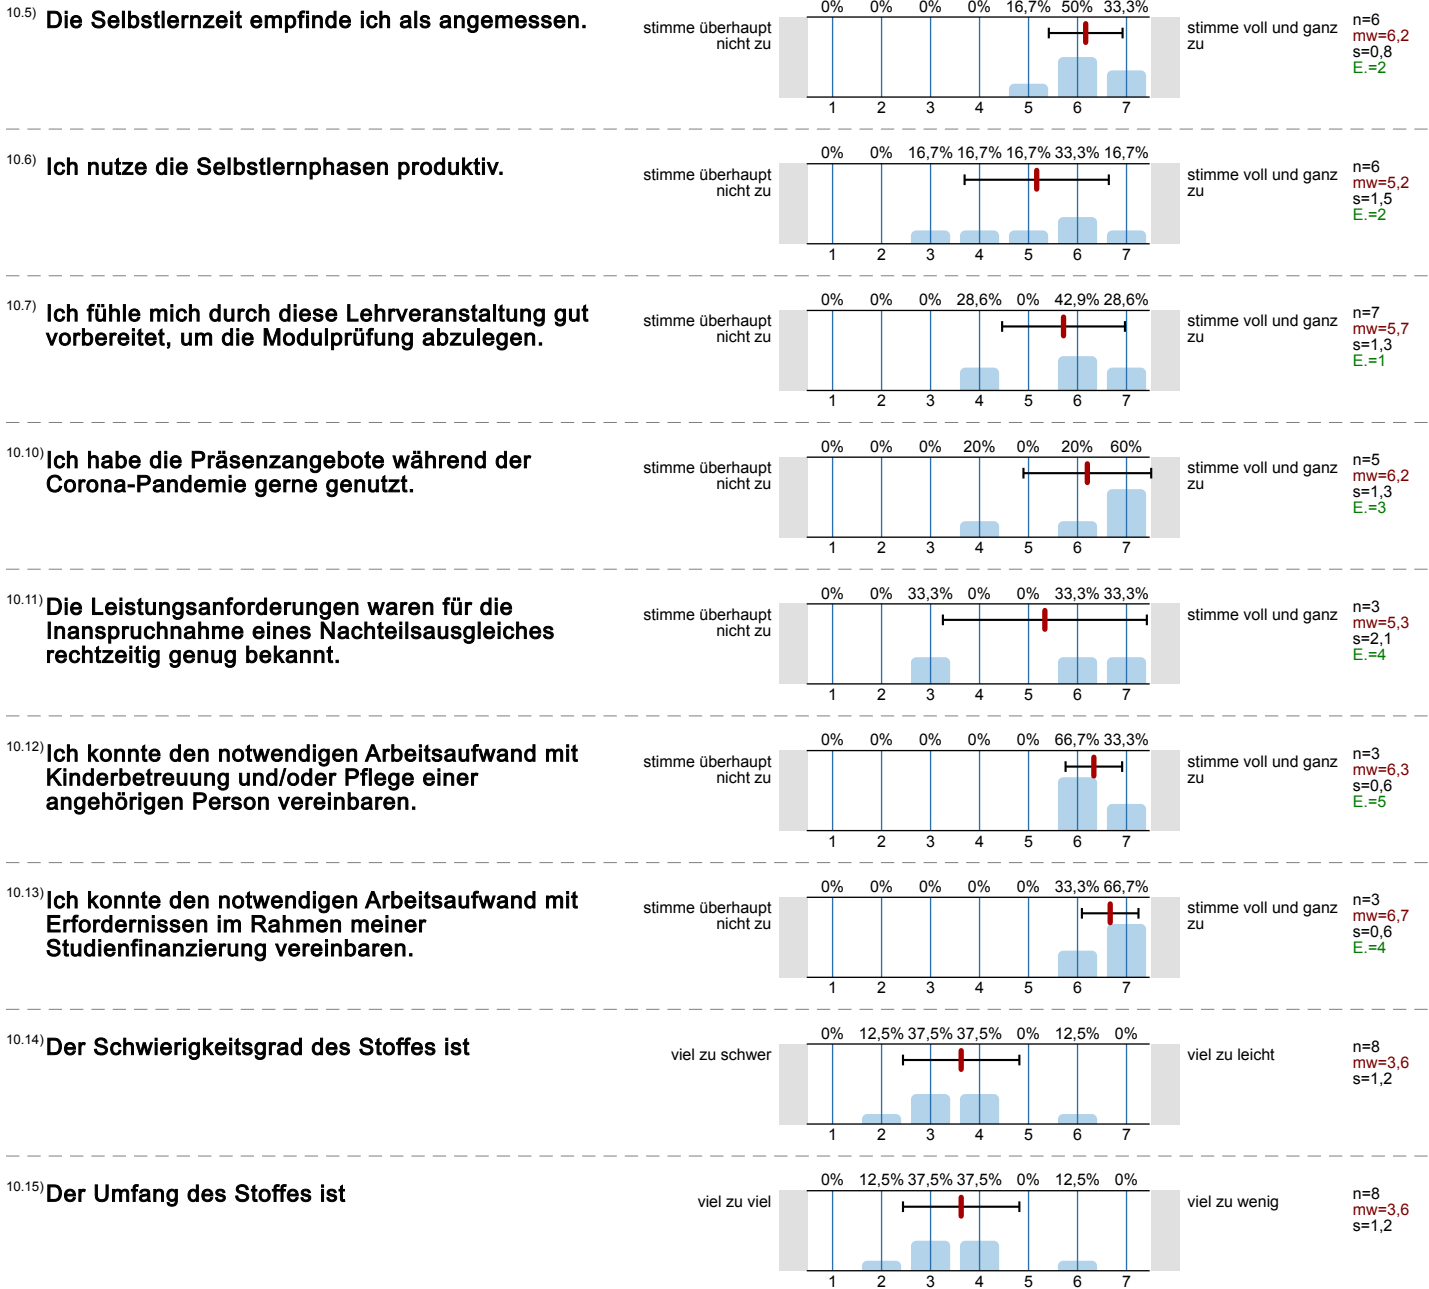 10.5) Die Selbstlernzeit empfinde ich als angemessen.
stimme überhaupt
nicht zu
0% 0% 0% 0% 16,7% 50% 33,3%
1 2 3 4 5 6 7
stimme voll und ganz
zu
n=6
mw=6,2
s=0,8
E.=2
10.6) Ich nutze die Selbstlernphasen produktiv.
stimme überhaupt
nicht zu
0% 0% 16,7% 16,7% 16,7% 33,3% 16,7%
1 2 3 4 5 6 7
stimme voll und ganz
zu
n=6
mw=5,2
s=1,5
E.=2
10.7) Ich fühle mich durch diese Lehrveranstaltung gut
vorbereitet, um die Modulprüfung abzulegen.
stimme überhaupt
nicht zu
0% 0% 0% 28,6% 0% 42,9% 28,6%
1 2 3 4 5 6 7
stimme voll und ganz
zu
n=7
mw=5,7
s=1,3
E.=1
10.10) Ich habe die Präsenzangebote während der
Corona-Pandemie gerne genutzt.
stimme überhaupt
nicht zu
0% 0% 0% 20% 0% 20% 60%
1 2 3 4 5 6 7
stimme voll und ganz
zu
n=5
mw=6,2
s=1,3
E.=3
10.11) Die Leistungsanforderungen waren für die
Inanspruchnahme eines Nachteilsausgleiches
rechtzeitig genug bekannt.
stimme überhaupt
nicht zu
0% 0% 33,3% 0% 0% 33,3% 33,3%
1 2 3 4 5 6 7
stimme voll und ganz
zu
n=3
mw=5,3
s=2,1
E.=4
10.12) Ich konnte den notwendigen Arbeitsaufwand mit
Kinderbetreuung und/oder Pflege einer
angehörigen Person vereinbaren.
stimme überhaupt
nicht zu
0% 0% 0% 0% 0% 66,7% 33,3%
1 2 3 4 5 6 7
stimme voll und ganz
zu
n=3
mw=6,3
s=0,6
E.=5
10.13) Ich konnte den notwendigen Arbeitsaufwand mit
Erfordernissen im Rahmen meiner
Studienfinanzierung vereinbaren.
stimme überhaupt
nicht zu
0% 0% 0% 0% 0% 33,3% 66,7%
1 2 3 4 5 6 7
stimme voll und ganz
zu
n=3
mw=6,7
s=0,6
E.=4
10.14) Der Schwierigkeitsgrad des Stoffes ist
viel zu schwer
0% 12,5% 37,5% 37,5% 0% 12,5% 0%
1 2 3 4 5 6 7
viel zu leicht
n=8
mw=3,6
s=1,2
10.15) Der Umfang des Stoffes ist
viel zu viel
0% 12,5% 37,5% 37,5% 0% 12,5% 0%
1 2 3 4 5 6 7
viel zu wenig
n=8
mw=3,6
s=1,2